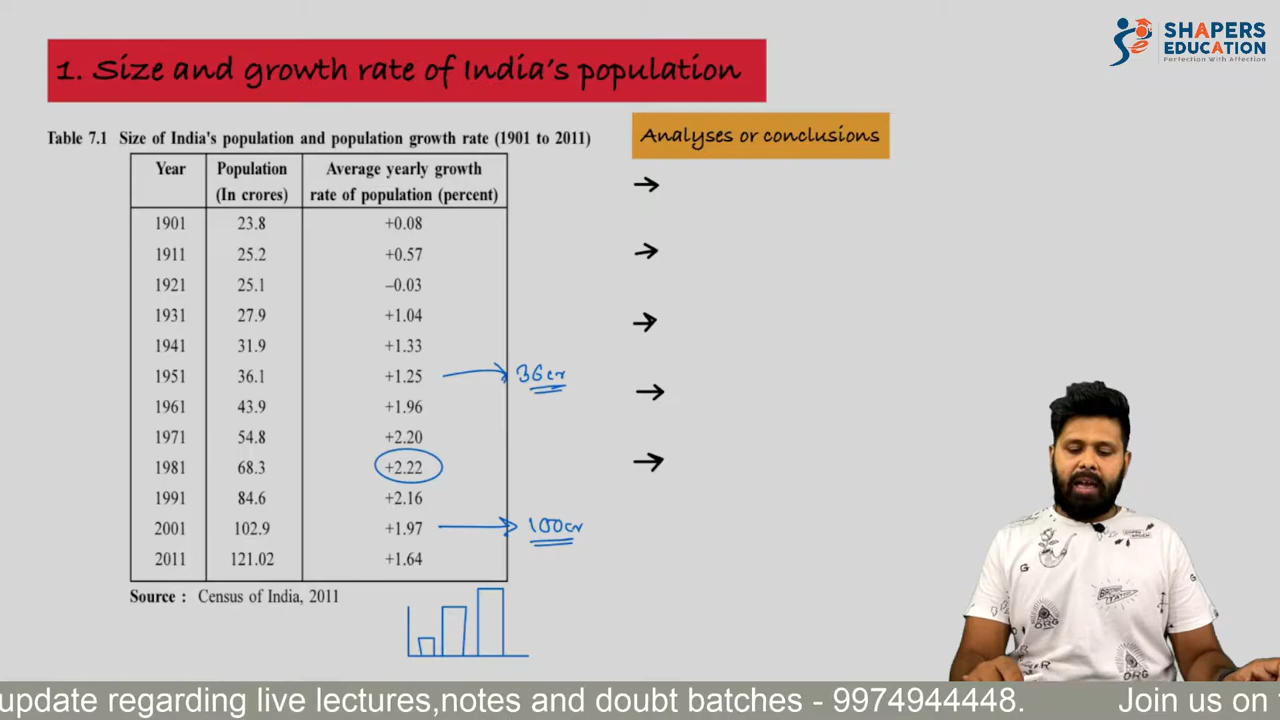 SHAPERS
EDUCATION
Perfection With Affection
1. Size and growth rate of India's population
Table 7.1 Size of India's population and population growth rate (1901 to 2011)
Analyses or conclusions
Year Population (In crores) Average yearly growth rate of population (percent)
1901 23.8 +0.08
1911 25.2 +0.57
1921 25.1 –0.03
1931 27.9 +1.04
1941 31.9 +1.33
1951 36.1 +1.25 36cr
1961 43.9 +1.96
1971 54.8 +2.20
1981 68.3 +2.22
1991 84.6 +2.16
2001 102.9 +1.97 100cr
2011 121.02 +1.64
Source : Census of India, 2011
update regarding live lectures,notes and doubt batches - 9974944448. Join us on